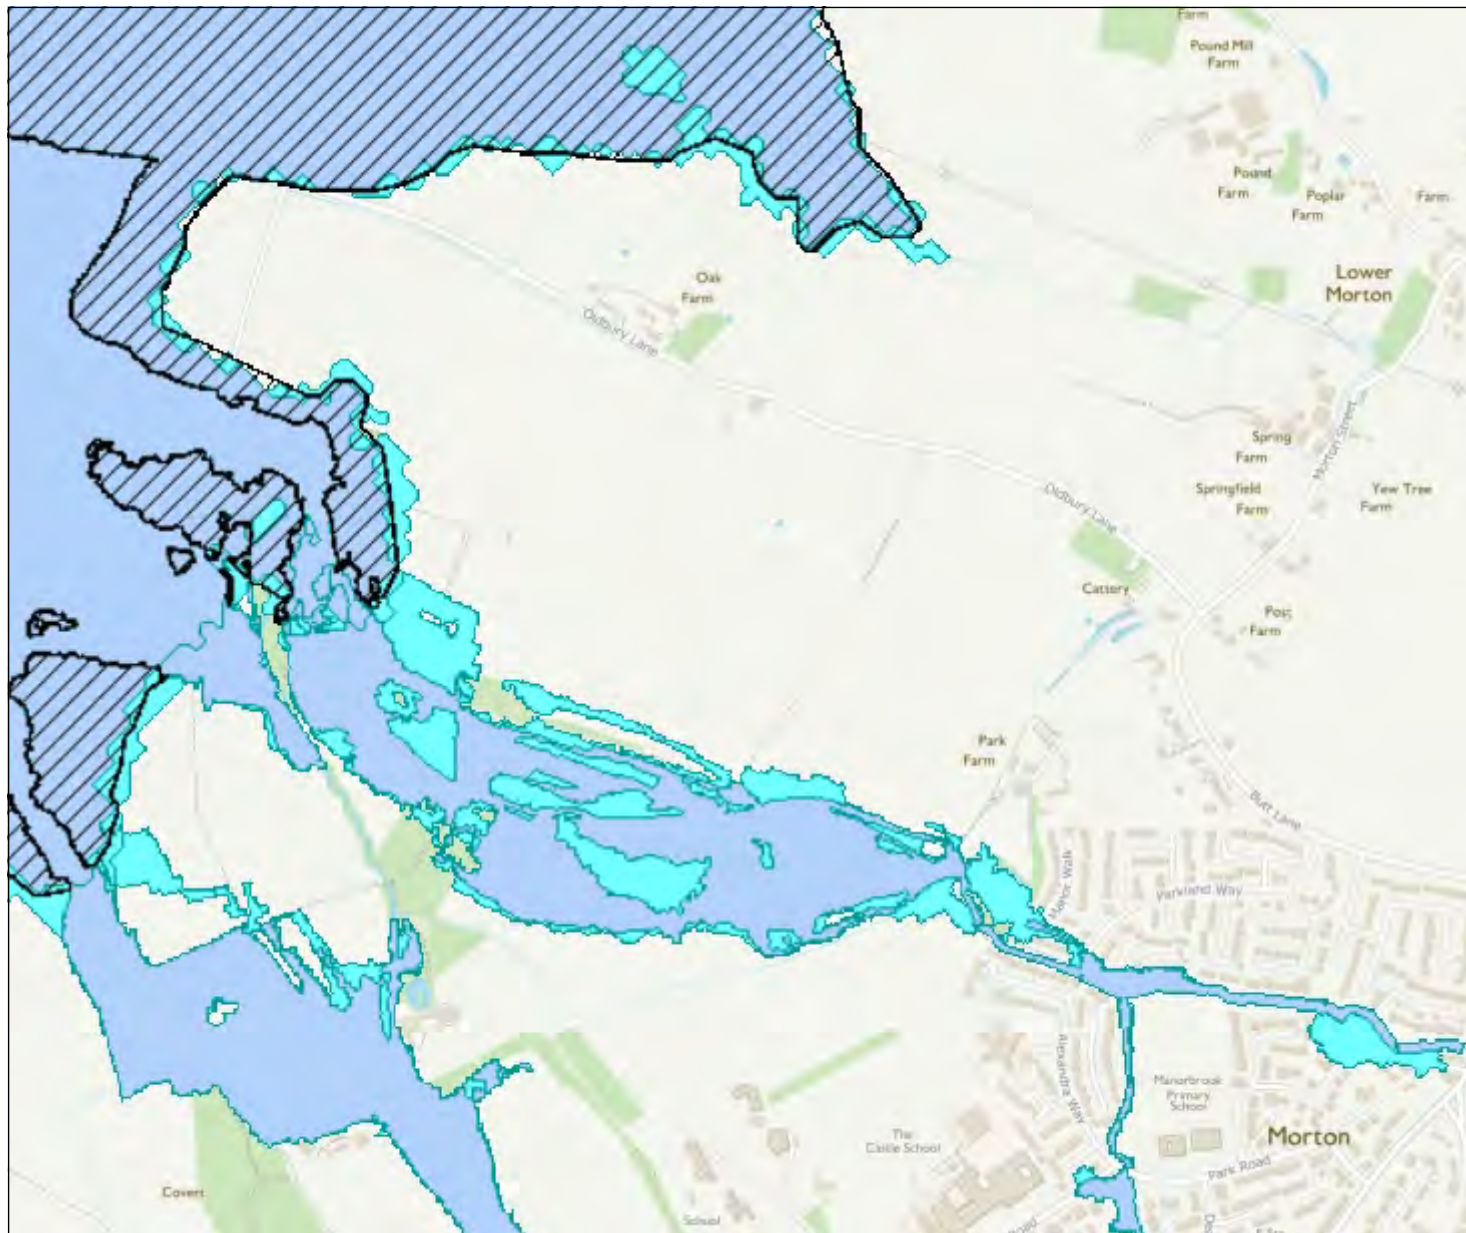 Farm
Pound Mill
Farm
Pound
Farm
Poplar
Farm
Farm
Lower
Morton
Oak
Farm
Oldbury Lane
Morton Street
Spring
Farm
Springfield
Farm
Yew Tree
Farm
Oldbury Lane
Cattery
Post
Farm
Park
Farm
Butt Lane
Manor Walk
Parkland Way
Alexandra Way
Manorbrook
Primary
School
The
Castle School
Morton
Park Road
Covert
School
Road